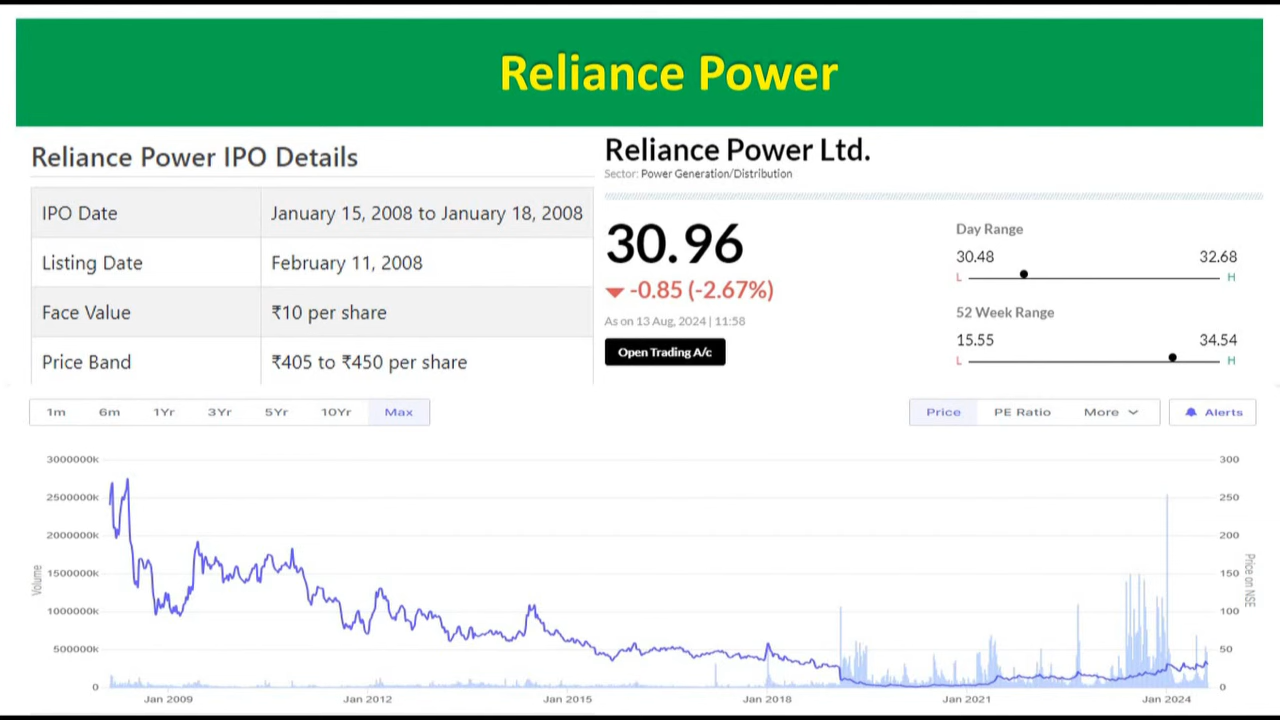 Reliance Power
Reliance Power IPO Details
IPO Date January 15, 2008 to January 18, 2008
Listing Date February 11, 2008
Face Value ₹10 per share
Price Band ₹405 to ₹450 per share
Reliance Power Ltd.
Sector: Power Generation/Distribution
30.96
-0.85 (-2.67%)
As on 13 Aug, 2024 | 11:58
Open Trading A/c
Day Range
30.48 32.68
L H
52 Week Range
15.55 34.54
L H
1m 6m 1Yr 3Yr 5Yr 10Yr Max
Price PE Ratio More Alerts
3000000k 300
2500000k 250
2000000k 200
1500000k 150
1000000k 100
500000k 50
0 0
Volume
Price on NSE
Jan 2009 Jan 2012 Jan 2015 Jan 2018 Jan 2021 Jan 2024